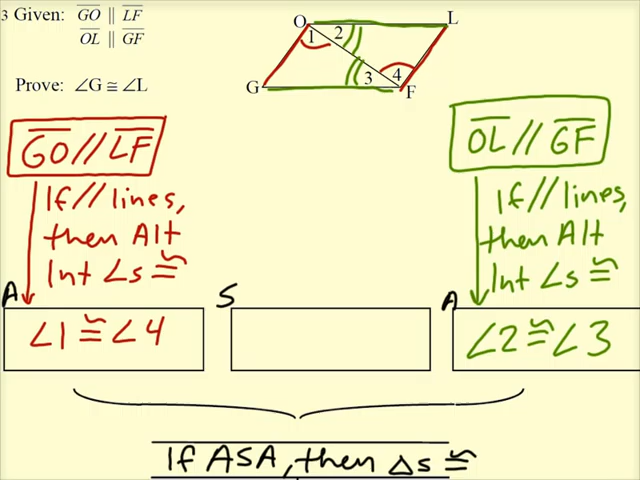 3 Given: GO || LF
OL || GF
Prove: ∠G ≅ ∠L
O L
1 2
3 4
G F
GO // LF
If // lines,
then Alt
Int ∠s ≅
OL // GF
If // lines,
then Alt
Int ∠s ≅
A S A
∠1 ≅ ∠4
∠2 ≅ ∠3
If ASA, then △s ≅